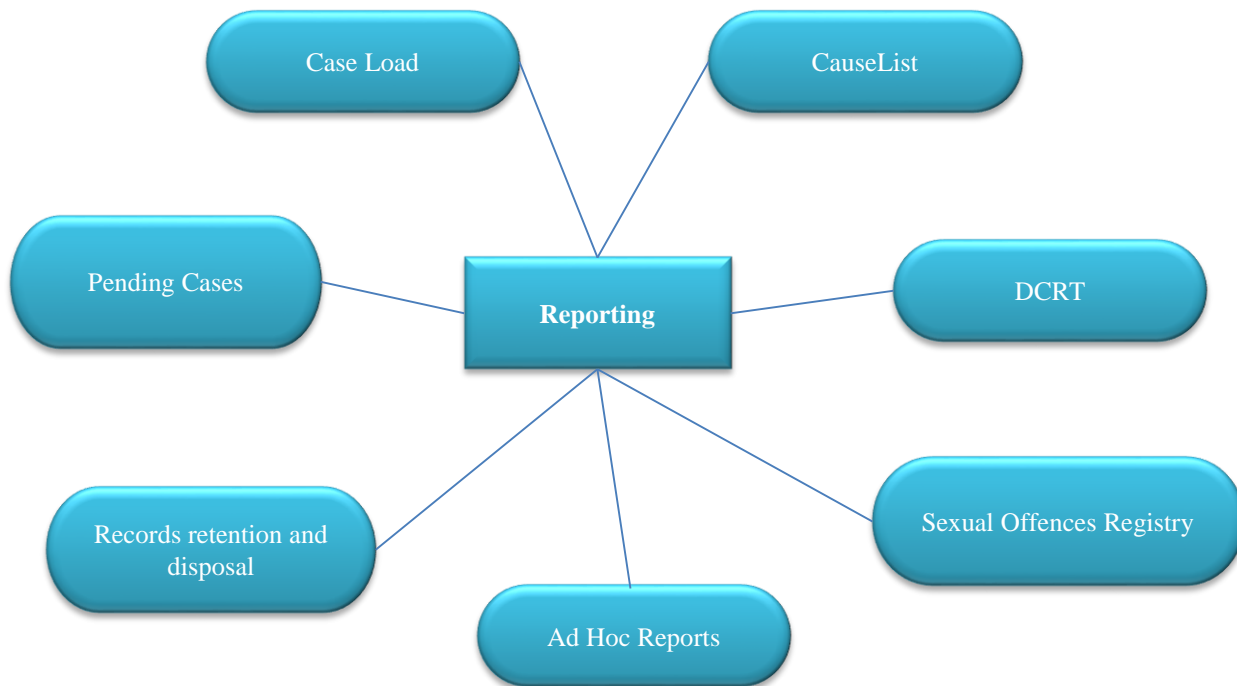 Case Load
CauseList
Pending Cases
Reporting
DCRT
Records retention and
disposal
Sexual Offences Registry
Ad Hoc Reports